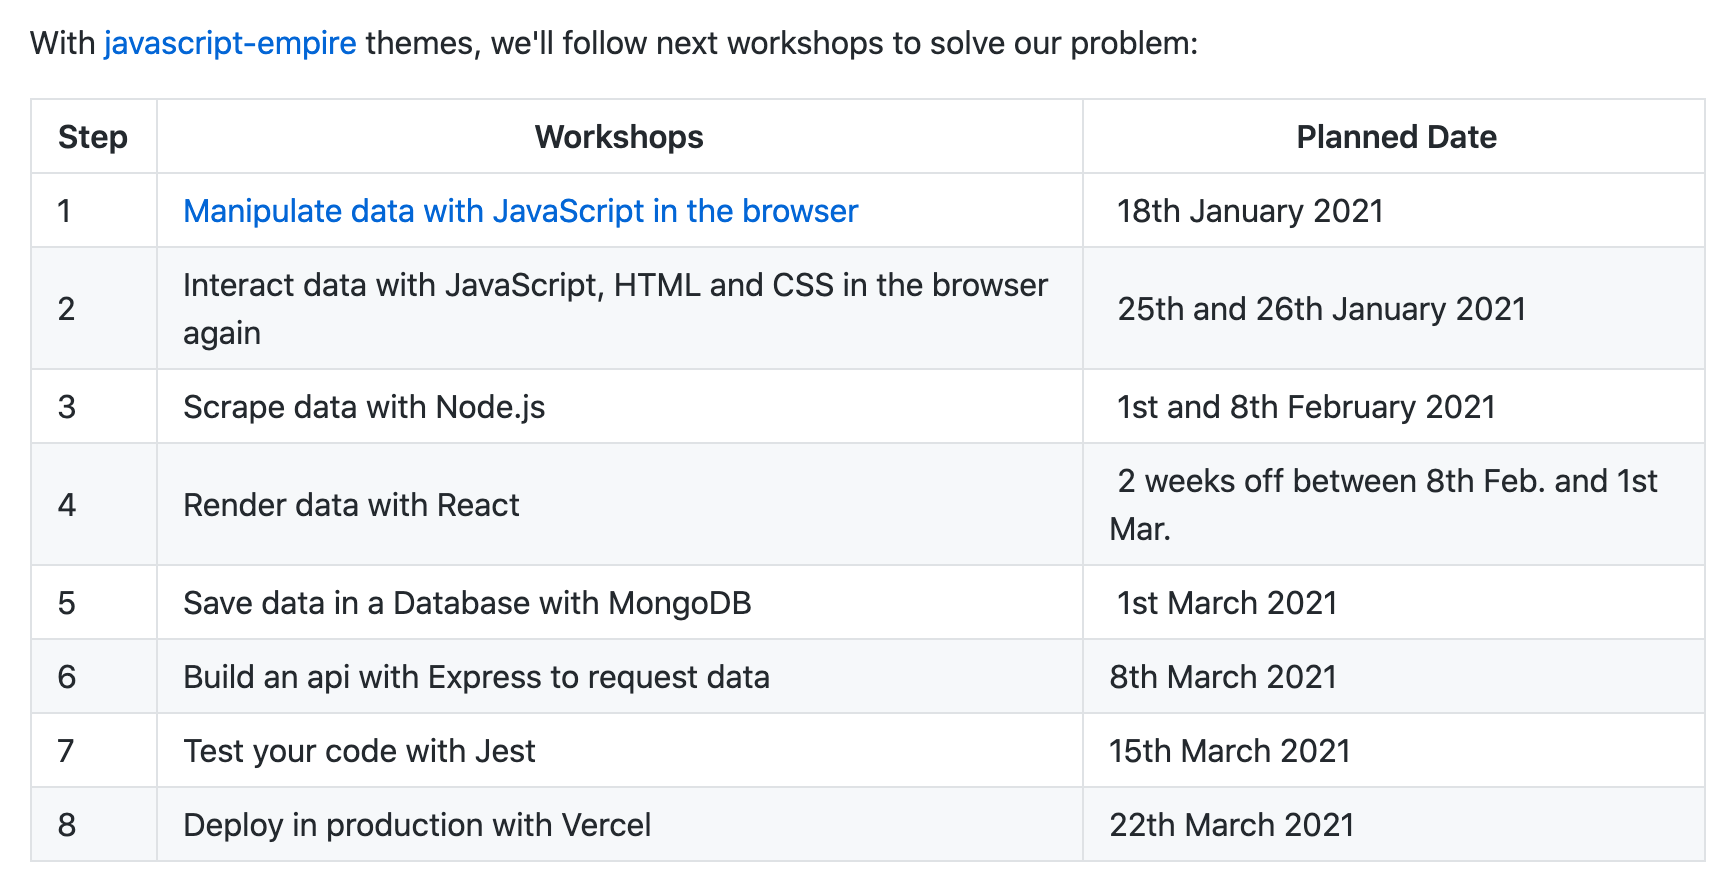 With javascript-empire themes, we'll follow next workshops to solve our problem:
Step Workshops Planned Date
1 Manipulate data with JavaScript in the browser 18th January 2021
2 Interact data with JavaScript, HTML and CSS in the browser
again 25th and 26th January 2021
3 Scrape data with Node.js 1st and 8th February 2021
4 Render data with React 2 weeks off between 8th Feb. and 1st
Mar.
5 Save data in a Database with MongoDB 1st March 2021
6 Build an api with Express to request data 8th March 2021
7 Test your code with Jest 15th March 2021
8 Deploy in production with Vercel 22th March 2021